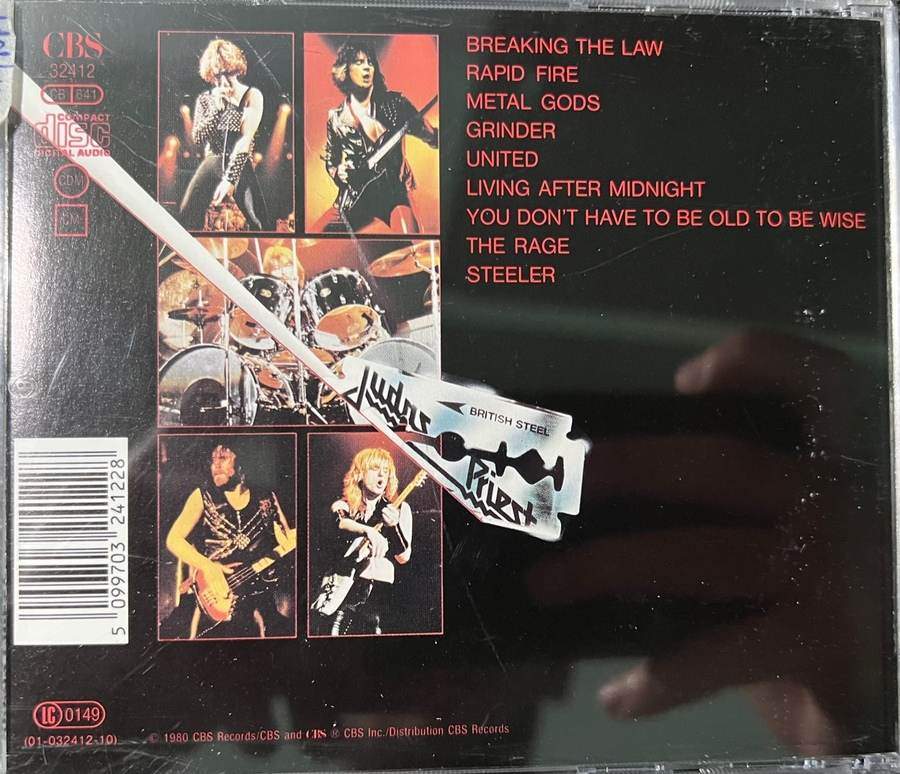 CBS
32412
CB 641
COMPACT
disc
DIGITAL AUDIO
CDM
BREAKING THE LAW
RAPID FIRE
METAL GODS
GRINDER
UNITED
LIVING AFTER MIDNIGHT
YOU DON'T HAVE TO BE OLD TO BE WISE
THE RAGE
STEELER
Judas
Priest
BRITISH STEEL
5 099703 241228
LC 0149
(01-032412-10)
© 1980 CBS Records/CBS and CBS ® CBS Inc./Distribution CBS Records